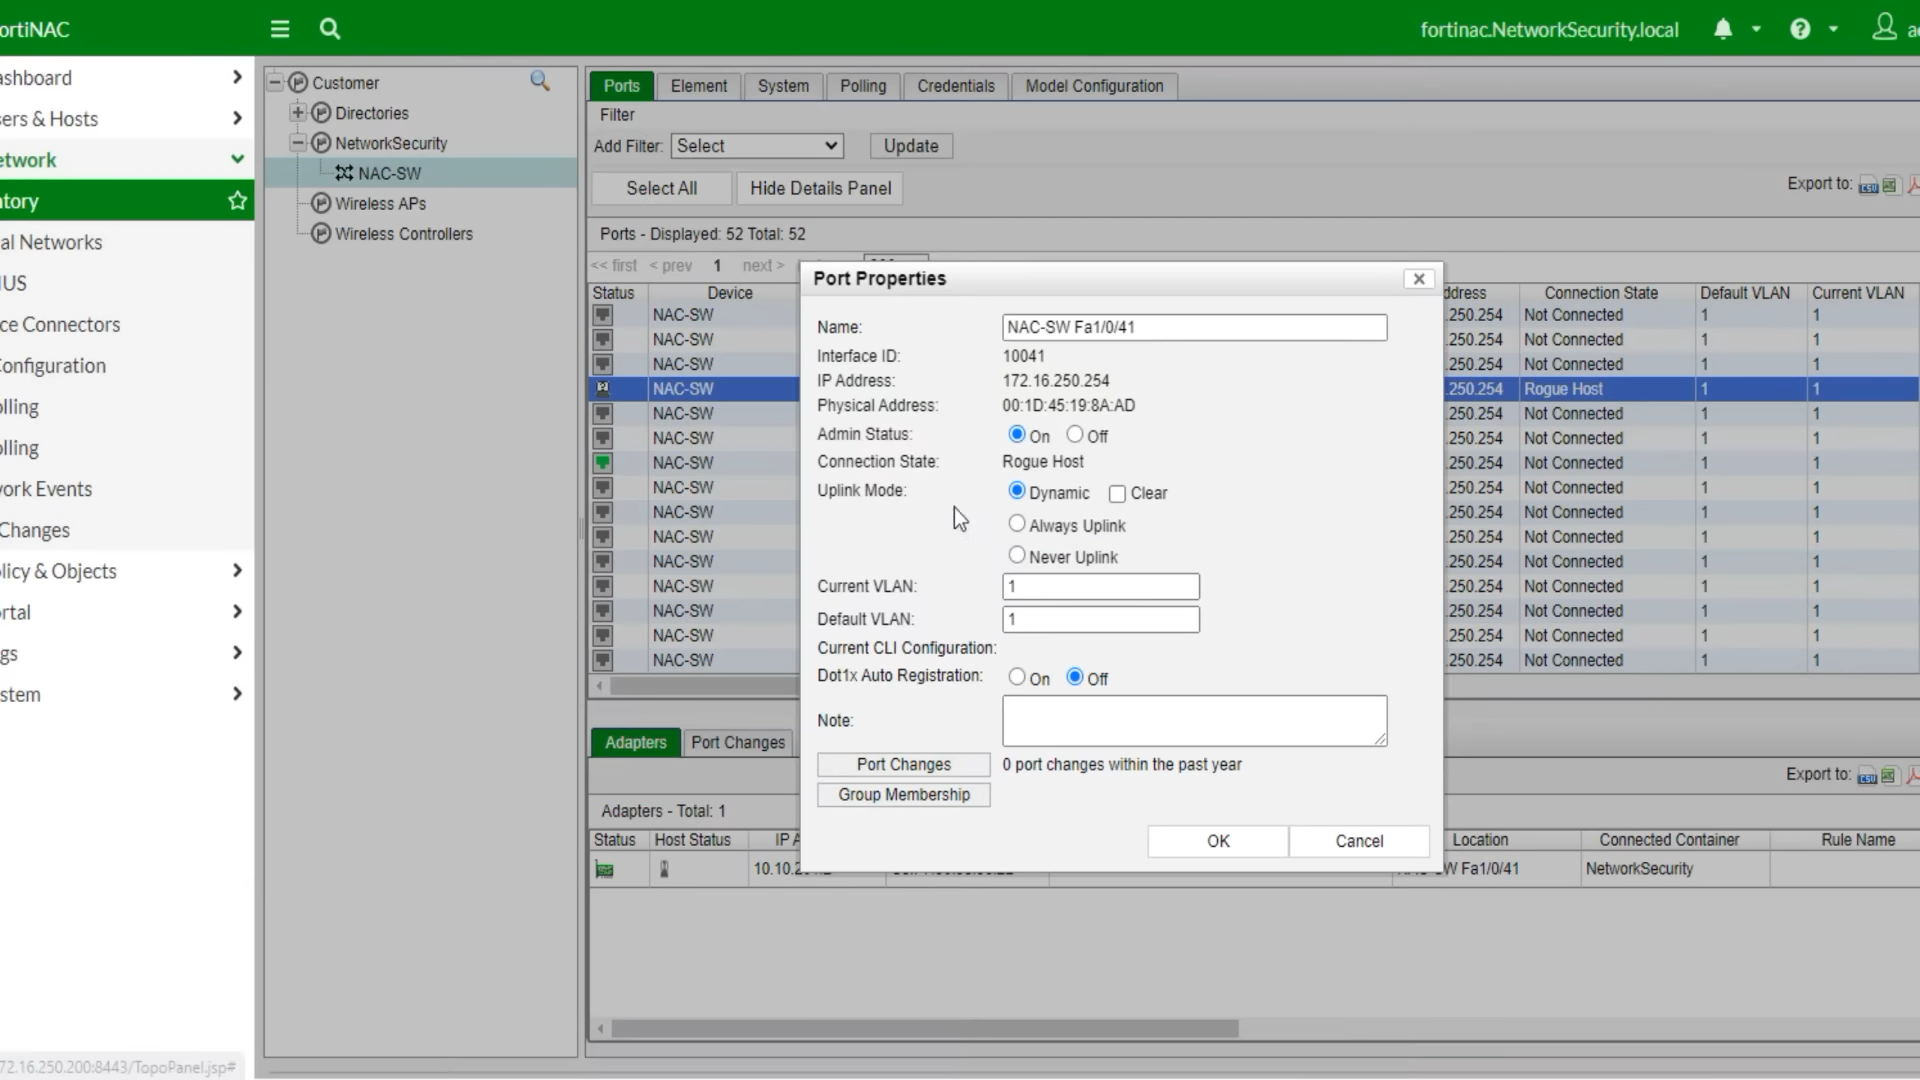 ortiNAC
fortinac.NetworkSecurity.local
ashboard
sers & Hosts
etwork
tory
al Networks
IUS
ce Connectors
onfiguration
olling
olling
ork Events
Changes
licy & Objects
ortal
gs
stem
72.16.250.200:8443/TopoPanel.jsp#
Customer
Directories
NetworkSecurity
NAC-SW
Wireless APs
Wireless Controllers
Ports Element System Polling Credentials Model Configuration
Filter
Add Filter: Select Update
Select All Hide Details Panel Export to:
Ports - Displayed: 52 Total: 52
<< first < prev 1 next >
Status Device ddress Connection State Default VLAN Current VLAN
NAC-SW .250.254 Not Connected 1 1
NAC-SW .250.254 Not Connected 1 1
NAC-SW .250.254 Not Connected 1 1
NAC-SW .250.254 Rogue Host 1 1
NAC-SW .250.254 Not Connected 1 1
NAC-SW .250.254 Not Connected 1 1
NAC-SW .250.254 Not Connected 1 1
NAC-SW .250.254 Not Connected 1 1
NAC-SW .250.254 Not Connected 1 1
NAC-SW .250.254 Not Connected 1 1
NAC-SW .250.254 Not Connected 1 1
NAC-SW .250.254 Not Connected 1 1
NAC-SW .250.254 Not Connected 1 1
NAC-SW .250.254 Not Connected 1 1
NAC-SW .250.254 Not Connected 1 1
Port Properties
Name: NAC-SW Fa1/0/41
Interface ID: 10041
IP Address: 172.16.250.254
Physical Address: 00:1D:45:19:8A:AD
Admin Status: On Off
Connection State: Rogue Host
Uplink Mode: Dynamic Clear
Always Uplink
Never Uplink
Current VLAN: 1
Default VLAN: 1
Current CLI Configuration:
Dot1x Auto Registration: On Off
Note:
Port Changes 0 port changes within the past year
Group Membership
OK Cancel
Adapters Port Changes
Export to:
Adapters - Total: 1
Status Host Status IP A Location Connected Container Rule Name
10.10.2 W Fa1/0/41 NetworkSecurity